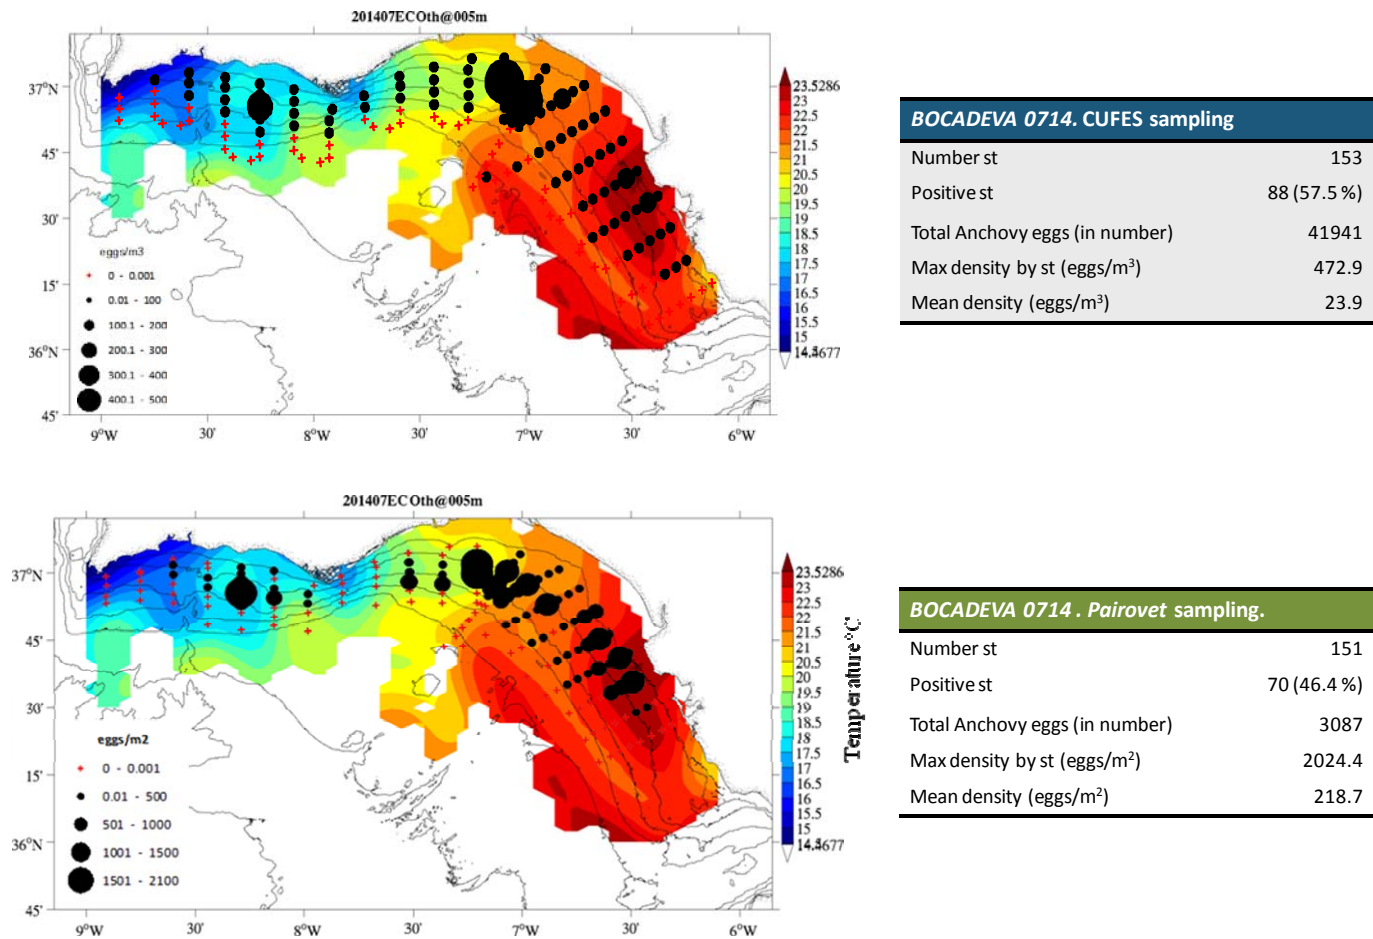 201407ECOth@005m
37°N
45'
30'
15'
36°N
45'
9°W 30' 8°W 30' 7°W 30' 6°W
eggs/m3
0 - 0.001
0.01 - 100
100.1 - 200
200.1 - 300
300.1 - 400
400.1 - 500
23.5286
23
22.5
22
21.5
21
20.5
20
19.5
19
18.5
18
17.5
17
16.5
16
15.5
15
14.4677
BOCADEVA 0714. CUFES sampling
Number st 153
Positive st 88 (57.5 %)
Total Anchovy eggs (in number) 41941
Max density by st (eggs/m³) 472.9
Mean density (eggs/m³) 23.9
201407ECOth@005m
37°N
45'
30'
15'
36°N
45'
9°W 30' 8°W 30' 7°W 30' 6°W
eggs/m2
0 - 0.001
0.01 - 500
501 - 1000
1001 - 1500
1501 - 2100
23.5286
23
22.5
22
21.5
21
20.5
20
19.5
19
18.5
18
17.5
17
16.5
16
15.5
15
14.4677
Temperature °C
BOCADEVA 0714 . Pairovet sampling.
Number st 151
Positive st 70 (46.4 %)
Total Anchovy eggs (in number) 3087
Max density by st (eggs/m²) 2024.4
Mean density (eggs/m²) 218.7